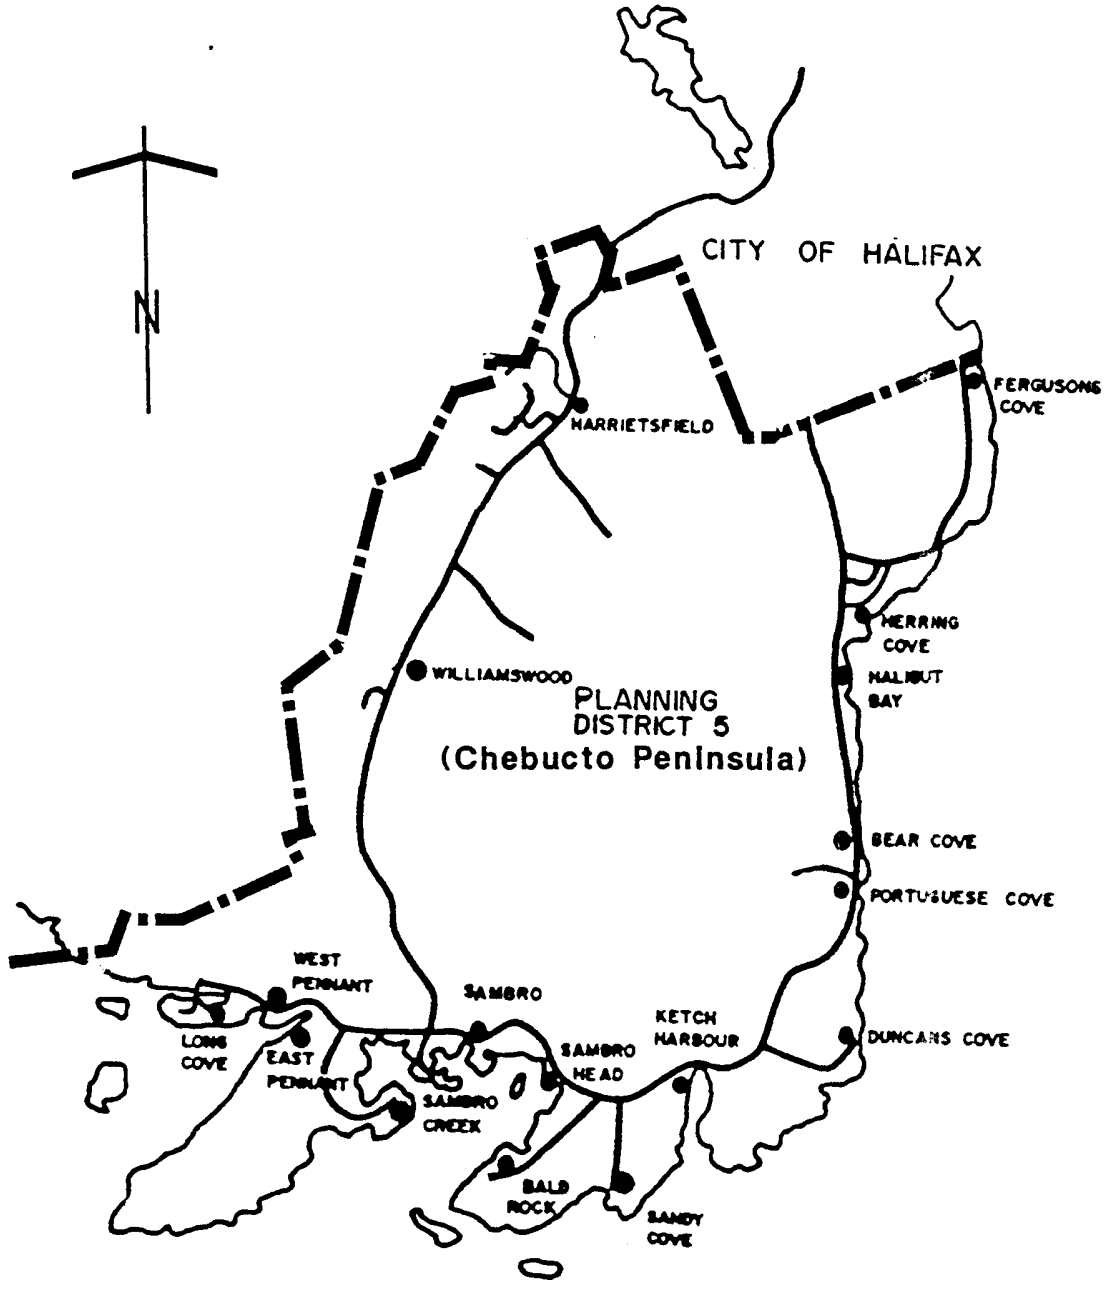 CITY OF HALIFAX
N
FERGUSONS
COVE
HARRIETSFIELD
HERRING
COVE
WILLIAMSWOOD
HALIBUT
BAY
PLANNING
DISTRICT 5
(Chebucto Peninsula)
BEAR COVE
PORTUGUESE COVE
WEST
PENNANT
SAMBRO
KETCH
HARBOUR
LONG
COVE
EAST
PENNANT
SAMBRO
HEAD
DUNCANS COVE
SAMBRO
CREEK
BALD
ROCK
SANDY
COVE